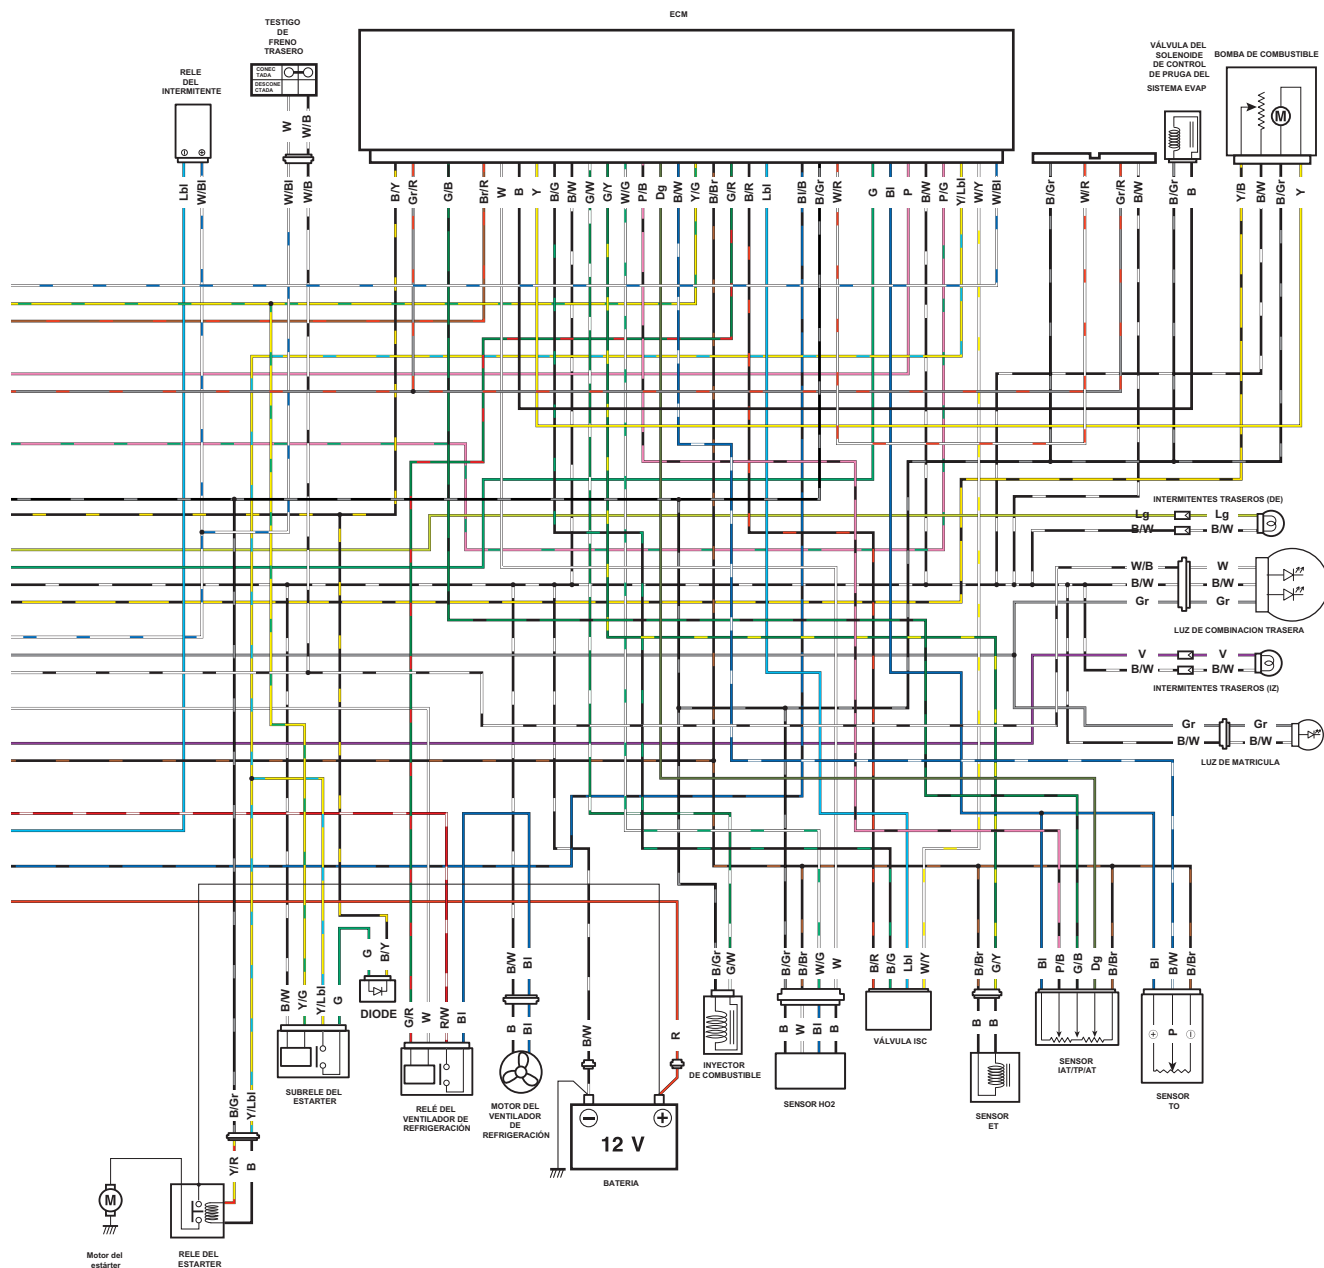 ECM
TESTIGO
DE
FRENO
TRASERO
CONEC
TADA
DESCONE
CTADA
RELE
DEL
INTERMITENTE
VÁLVULA DEL
SOLENOIDE
DE CONTROL
DE PRUGA DEL
SISTEMA EVAP
BOMBA DE COMBUSTIBLE
M
W
W/B
Lbl
W/Bl
W/Bl
W/B
B/Y
Gr/R
G/B
Br/R
W
B
Y
B/G
B/W
G/W
G/Y
W/G
P/B
Dg
B/W
Y/G
B/Br
G/R
B/R
Lbl
Bl/B
B/Gr
W/R
G
Bl
P
B/W
P/G
Y/Lbl
W/Y
W/Bl
B/Gr
W/R
Gr/R
B/W
B/Gr
B
Y/B
B/W
B/Gr
Y
INTERMITENTES TRASEROS (DE)
Lg Lg
B/W B/W
W/B W
B/W B/W
Gr Gr
LUZ DE COMBINACION TRASERA
V V
B/W B/W
INTERMITENTES TRASEROS (IZ)
Gr Gr
B/W B/W
LUZ DE MATRICULA
B/W
Y/G
Y/Lbl
G
G
B/Y
DIODE
G/R
W
R/W
Bl
B/W
Bl
B
Bl
B/W
R
B/Gr
G/W
B/Gr
B/Br
W/G
W
B
W
Bl
B
B/R
B/G
Lbl
W/Y
B/Br
G/Y
B
B
Bl
P/B
G/B
Dg
B/Br
Bl
B/W
B/Br
P
SUBRELE DEL
ESTARTER
RELÉ DEL
VENTILADOR DE
REFRIGERACIÓN
MOTOR DEL
VENTILADOR
DE
REFRIGERACIÓN
12 V
BATERIA
INYECTOR
DE COMBUSTIBLE
SENSOR HO2
VÁLVULA ISC
SENSOR
ET
SENSOR
IAT/TP/AT
SENSOR
TO
B/Gr
Y/Lbl
Y/R
B
M
Motor del
estárter
RELE DEL
ESTARTER